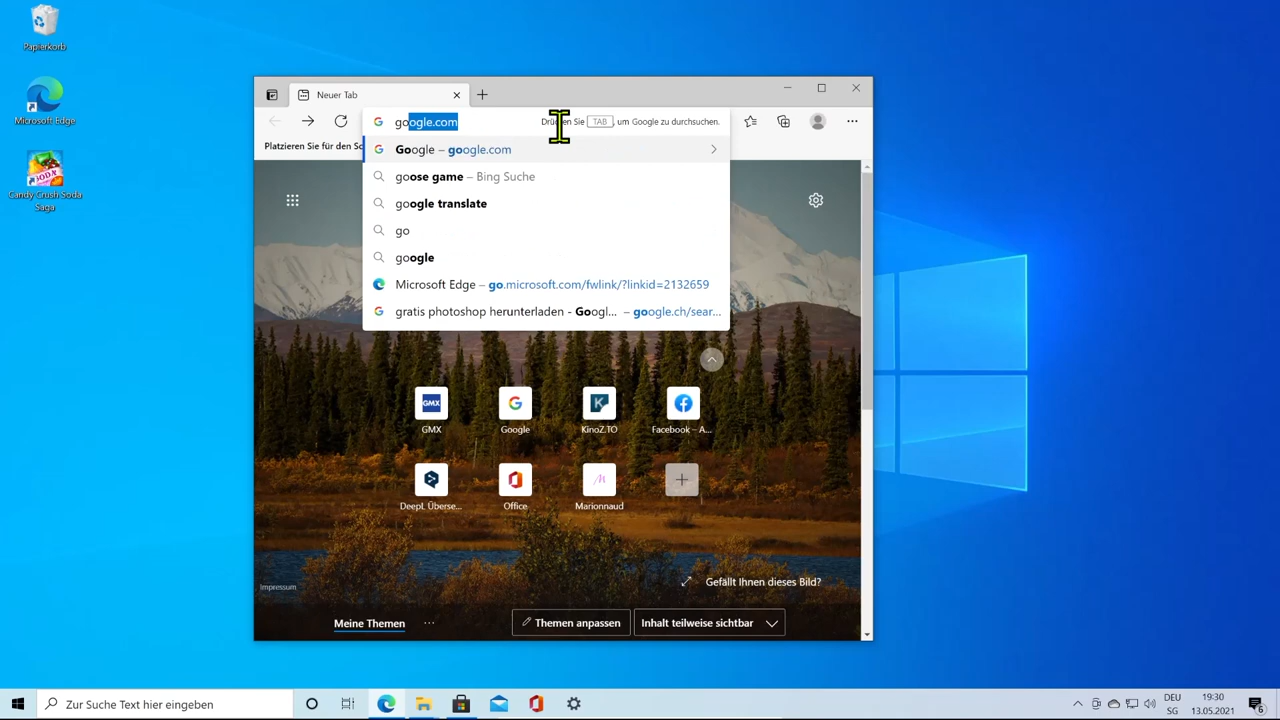 Papierkorb
Microsoft Edge
Candy Crush Soda
Saga
Neuer Tab
google.com
Drücken Sie TAB, um Google zu durchsuchen.
Platzieren Sie für den Sc
Google – google.com
goose game – Bing Suche
google translate
go
google
Microsoft Edge – go.microsoft.com/fwlink/?linkid=2132659
gratis photoshop herunterladen - Googl... – google.ch/sear...
GMX
GMX
Google
KinoZ.TO
Facebook – A...
DeepL Überse...
Office
Marionnaud
Gefällt Ihnen dieses Bild?
Impressum
Meine Themen
...
Themen anpassen
Inhalt teilweise sichtbar
Zur Suche Text hier eingeben
DEU
SG
19:30
13.05.2021
6